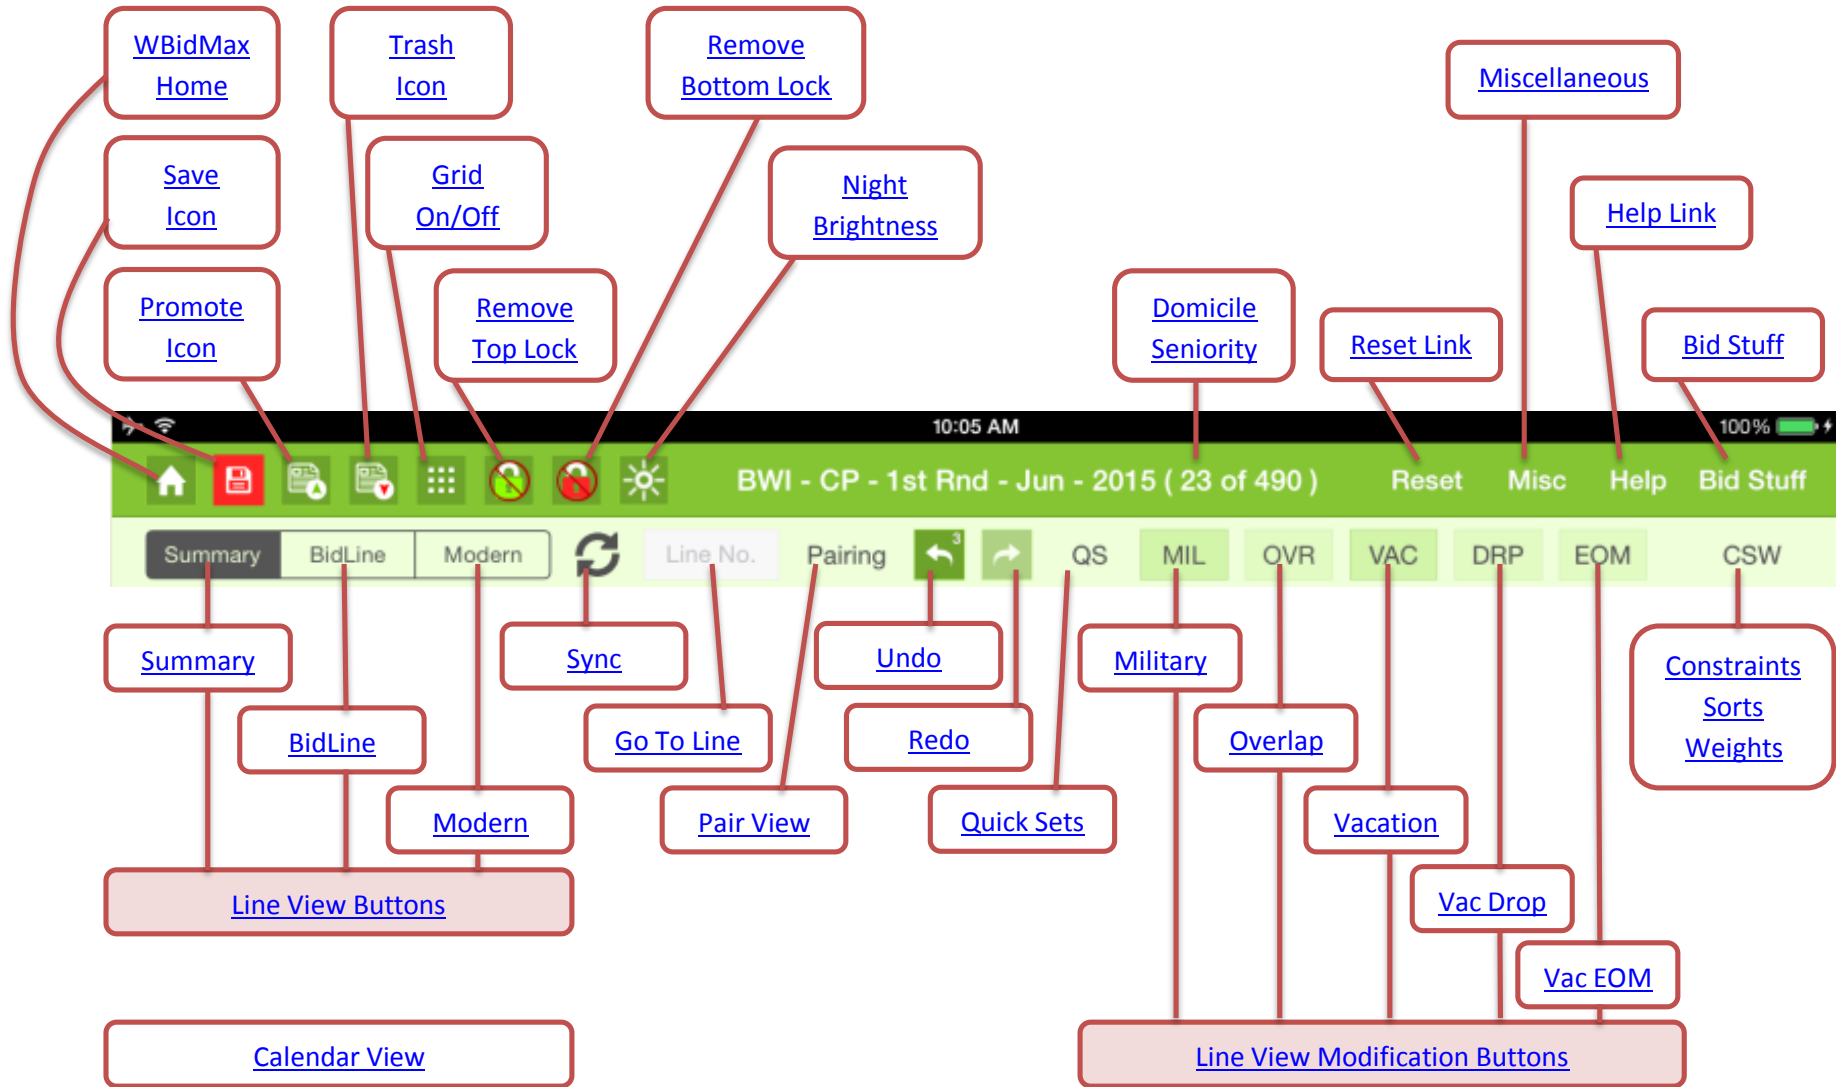 WBidMax
Home
Trash
Icon
Remove
Bottom Lock
Miscellaneous
Save
Icon
Grid
On/Off
Night
Brightness
Help Link
Promote
Icon
Remove
Top Lock
Domicile
Seniority
Reset Link
Bid Stuff
10:05 AM
100%
BWI - CP - 1st Rnd - Jun - 2015 ( 23 of 490 )
Reset
Misc
Help
Bid Stuff
Summary
BidLine
Modern
Line No.
Pairing
3
QS
MIL
OVR
VAC
DRP
EOM
CSW
Summary
Sync
Undo
Military
Constraints
Sorts
Weights
BidLine
Go To Line
Redo
Overlap
Modern
Pair View
Quick Sets
Vacation
Line View Buttons
Vac Drop
Vac EOM
Calendar View
Line View Modification Buttons